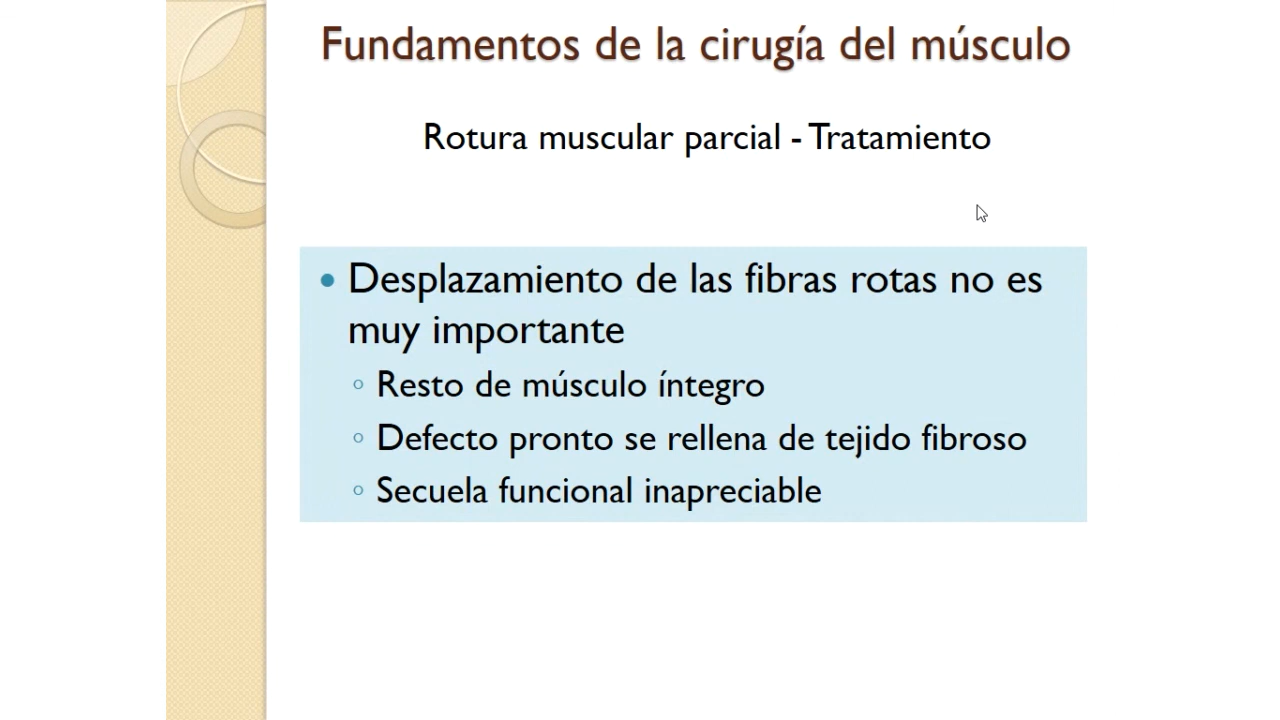 Fundamentos de la cirugía del músculo
Rotura muscular parcial - Tratamiento
• Desplazamiento de las fibras rotas no es
muy importante
◦ Resto de músculo íntegro
◦ Defecto pronto se rellena de tejido fibroso
◦ Secuela funcional inapreciable